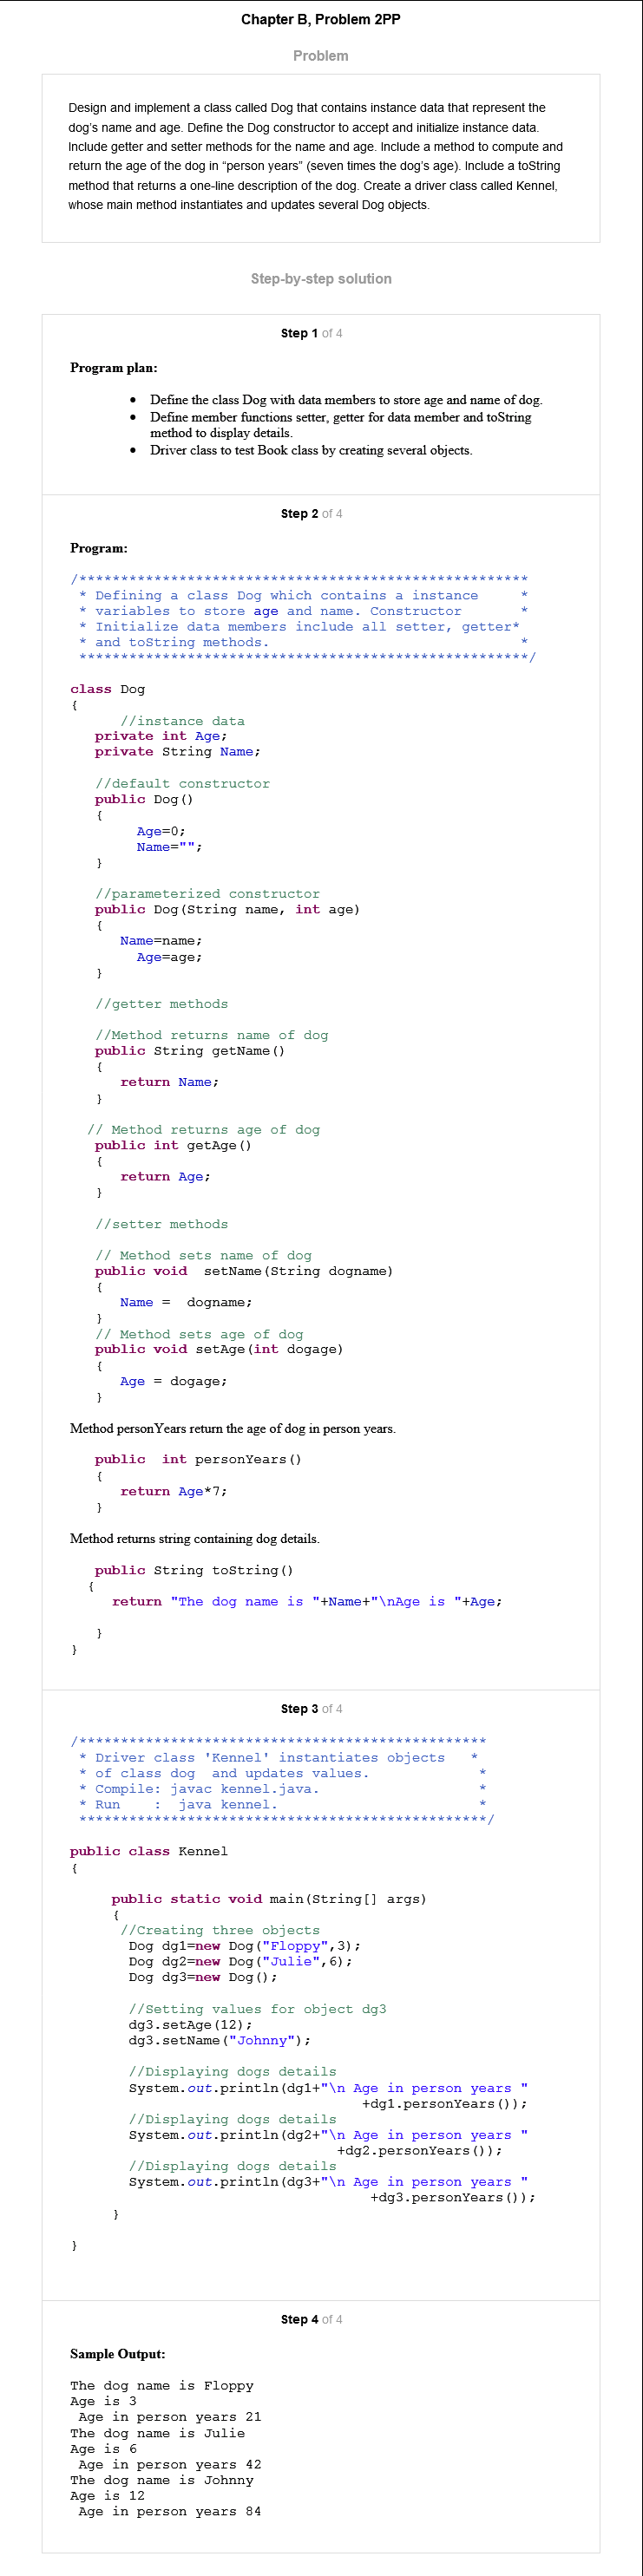 Chapter B, Problem 2PP
Problem
Design and implement a class called Dog that contains instance data that represent the
dog's name and age. Define the Dog constructor to accept and initialize instance data.
Include getter and setter methods for the name and age. Include a method to compute and
return the age of the dog in “person years” (seven times the dog's age). Include a toString
method that returns a one-line description of the dog. Create a driver class called Kennel,
whose main method instantiates and updates several Dog objects.
Step-by-step solution
Step 1 of 4
Program plan:
• Define the class Dog with data members to store age and name of dog.
• Define member functions setter, getter for data member and toString
method to display details.
• Driver class to test Book class by creating several objects.
Step 2 of 4
Program:
/******************************************************
 * Defining a class Dog which contains a instance     *
 * variables to store age and name. Constructor       *
 * Initialize data members include all setter, getter*
 * and toString methods.                              *
 ******************************************************/
class Dog
{
      //instance data
   private int Age;
   private String Name;
   //default constructor
   public Dog()
   {
        Age=0;
        Name="";
   }
   //parameterized constructor
   public Dog(String name, int age)
   {
      Name=name;
        Age=age;
   }
   //getter methods
   //Method returns name of dog
   public String getName()
   {
      return Name;
   }
  // Method returns age of dog
   public int getAge()
   {
      return Age;
   }
   //setter methods
   // Method sets name of dog
   public void  setName(String dogname)
   {
      Name =  dogname;
   }
   // Method sets age of dog
   public void setAge(int dogage)
   {
      Age = dogage;
   }
Method personYears return the age of dog in person years.
   public  int personYears()
   {
      return Age*7;
   }
Method returns string containing dog details.
   public String toString()
  {
     return "The dog name is "+Name+"\nAge is "+Age;
   }
}
Step 3 of 4
/*************************************************
 * Driver class 'Kennel' instantiates objects   *
 * of class dog  and updates values.             *
 * Compile: javac kennel.java.                   *
 * Run    :  java kennel.                        *
 *************************************************/
public class Kennel
{
     public static void main(String[] args)
     {
      //Creating three objects
       Dog dg1=new Dog("Floppy",3);
       Dog dg2=new Dog("Julie",6);
       Dog dg3=new Dog();
       //Setting values for object dg3
       dg3.setAge(12);
       dg3.setName("Johnny");
       //Displaying dogs details
       System.out.println(dg1+"\n Age in person years "
                                   +dg1.personYears());
       //Displaying dogs details
       System.out.println(dg2+"\n Age in person years "
                                +dg2.personYears());
       //Displaying dogs details
       System.out.println(dg3+"\n Age in person years "
                                    +dg3.personYears());
     }
}
Step 4 of 4
Sample Output:
The dog name is Floppy
Age is 3
 Age in person years 21
The dog name is Julie
Age is 6
 Age in person years 42
The dog name is Johnny
Age is 12
 Age in person years 84